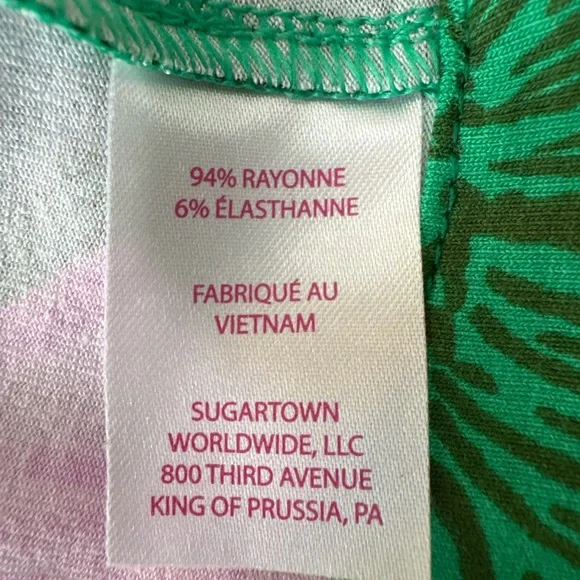 94% RAYONNE
6% ÉLASTHANNE
FABRIQUÉ AU
VIETNAM
SUGARTOWN
WORLDWIDE, LLC
800 THIRD AVENUE
KING OF PRUSSIA, PA